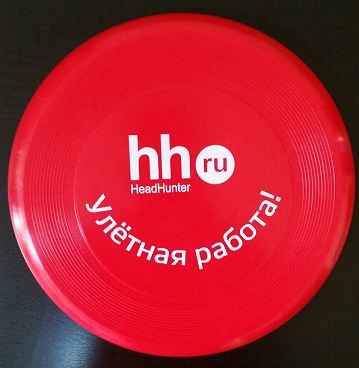 hh ru
HeadHunter
Улётная работа!